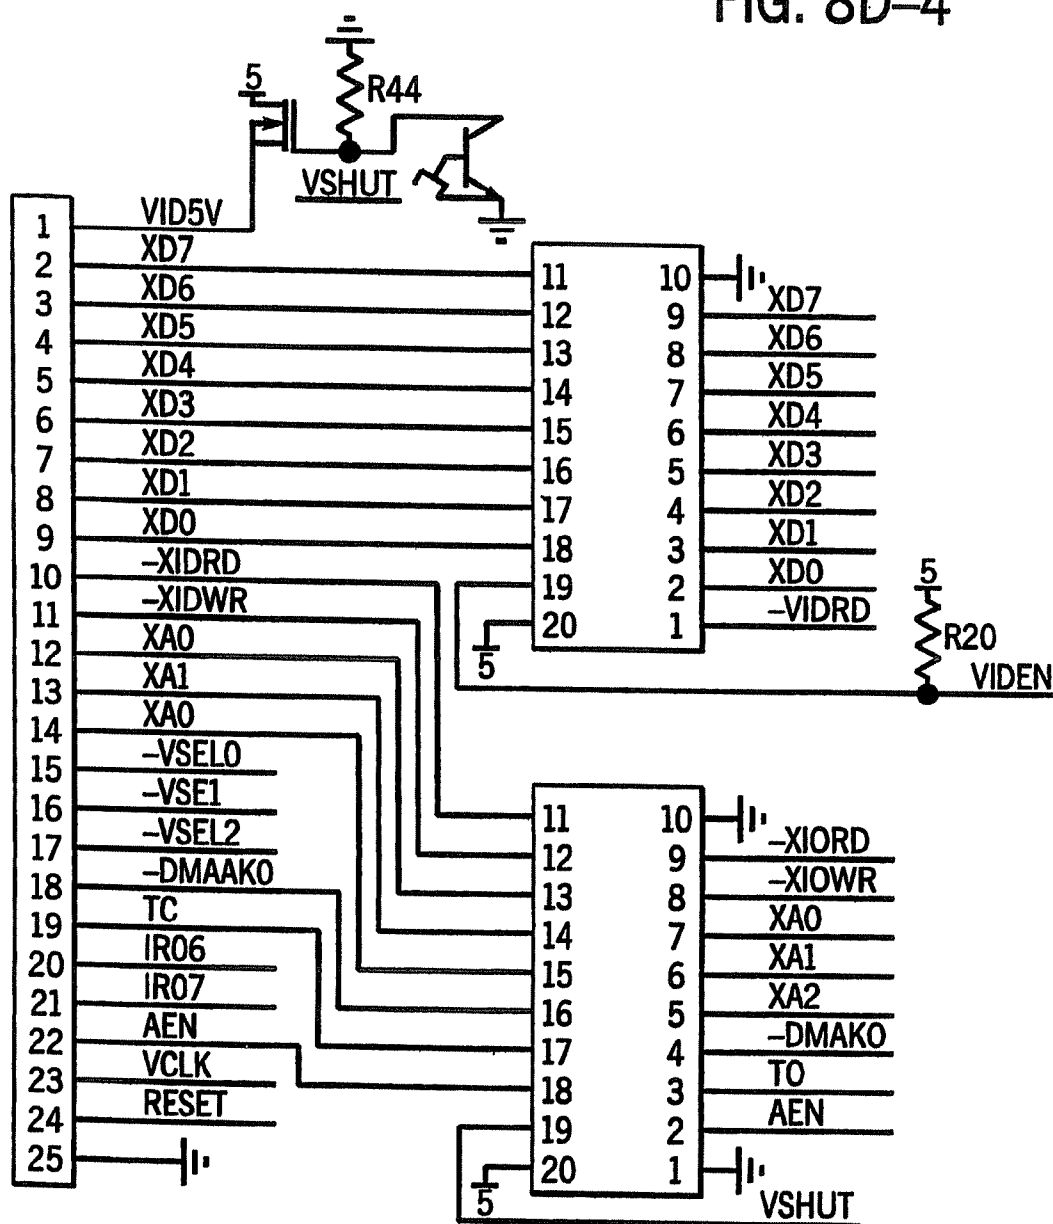 FIG. 8D–4
5
R44
VSHUT
1 VID5V
2 XD7
3 XD6
4 XD5
5 XD4
6 XD3
7 XD2
8 XD1
9 XD0
10 –XIDRD
11 –XIDWR
12 XA0
13 XA1
14 XA0
15 –VSEL0
16 –VSE1
17 –VSEL2
18 –DMAAK0
19 TC
20 IR06
21 IR07
22 AEN
23 VCLK
24 RESET
25
11 10
12 9 XD7
13 8 XD6
14 7 XD5
15 6 XD4
16 5 XD3
17 4 XD2
18 3 XD1
19 2 XD0
20 1 –VIDRD
5
5
R20
VIDEN
11 10
12 9 –XIORD
13 8 –XIOWR
14 7 XA0
15 6 XA1
16 5 XA2
17 4 –DMAK0
18 3 TO
19 2 AEN
20 1
5
VSHUT